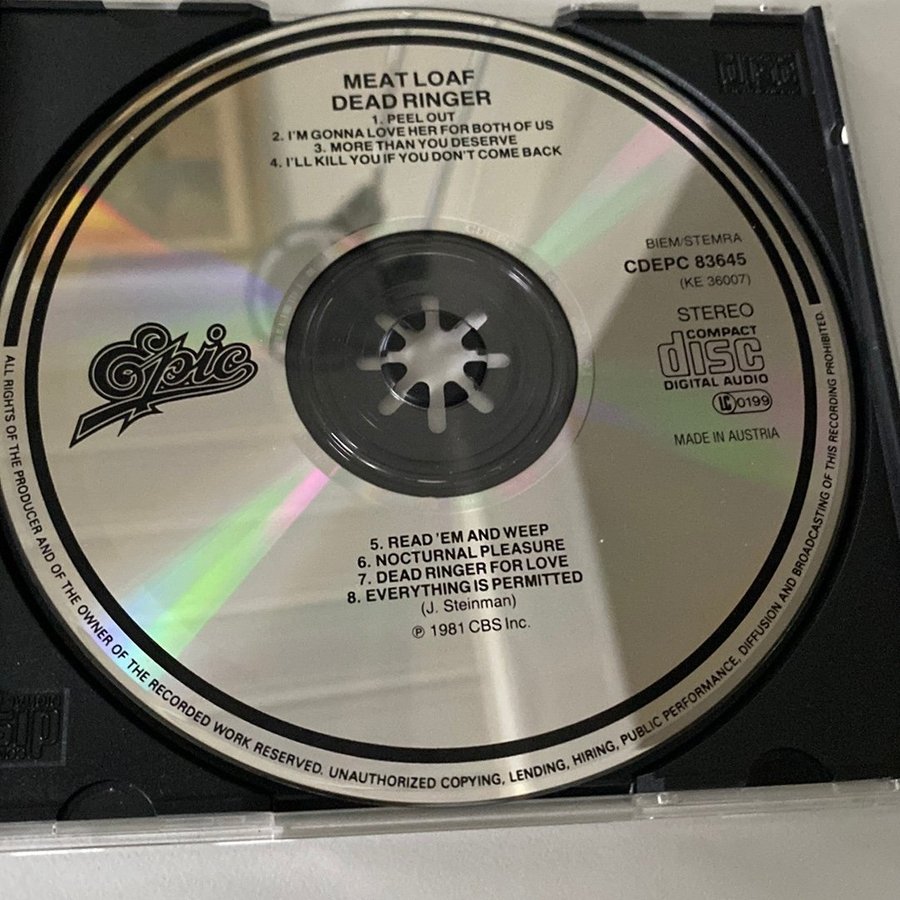 MEAT LOAF
DEAD RINGER
1. PEEL OUT
2. I'M GONNA LOVE HER FOR BOTH OF US
3. MORE THAN YOU DESERVE
4. I'LL KILL YOU IF YOU DON'T COME BACK
BIEM/STEMRA
CDEPC 83645
(KE 36007)
STEREO
COMPACT
disc
DIGITAL AUDIO
LC 0199
MADE IN AUSTRIA
Epic
5. READ 'EM AND WEEP
6. NOCTURNAL PLEASURE
7. DEAD RINGER FOR LOVE
8. EVERYTHING IS PERMITTED
(J. Steinman)
℗ 1981 CBS Inc.
ALL RIGHTS OF THE PRODUCER AND OF THE OWNER OF THE RECORDED WORK RESERVED. UNAUTHORIZED COPYING, LENDING, HIRING, PUBLIC PERFORMANCE, DIFFUSION AND BROADCASTING OF THIS RECORDING PROHIBITED.